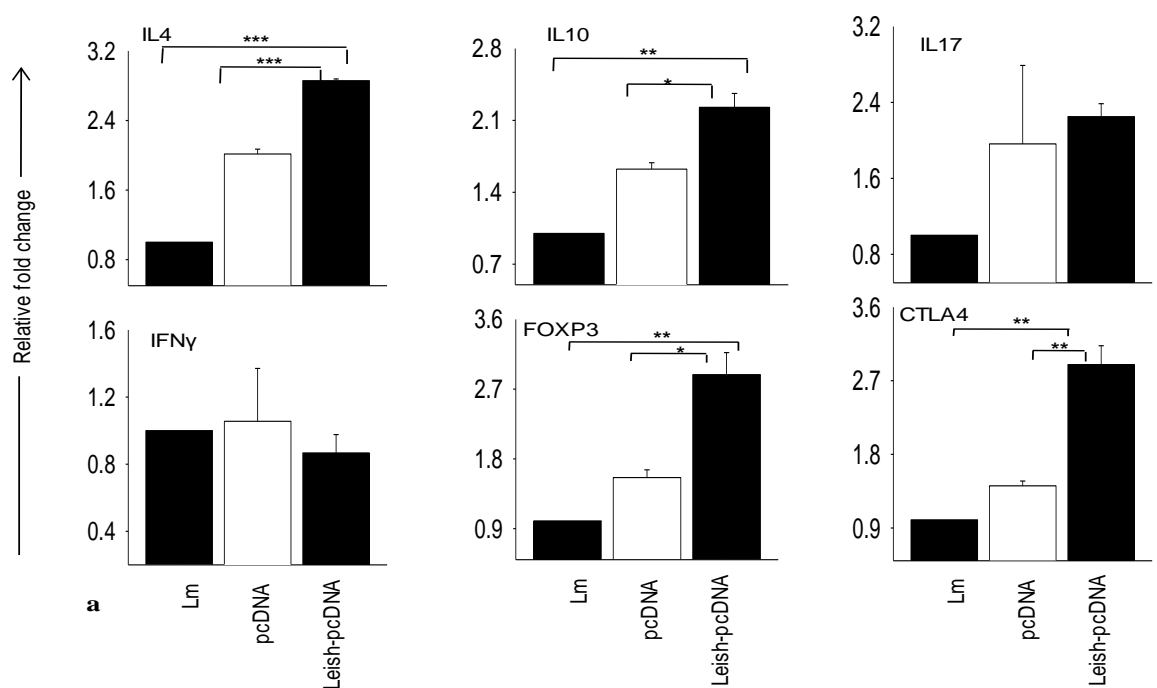 Relative fold change
IL4
***
***
3.2
2.4
1.6
0.8
IL10
**
*
2.8
2.1
1.4
0.7
IL17
3.2
2.4
1.6
0.8
IFNγ
1.6
1.2
0.8
0.4
FOXP3
**
*
3.6
2.7
1.8
0.9
CTLA4
**
**
3.6
2.7
1.8
0.9
a
Lm
pcDNA
Leish-pcDNA
Lm
pcDNA
Leish-pcDNA
Lm
pcDNA
Leish-pcDNA